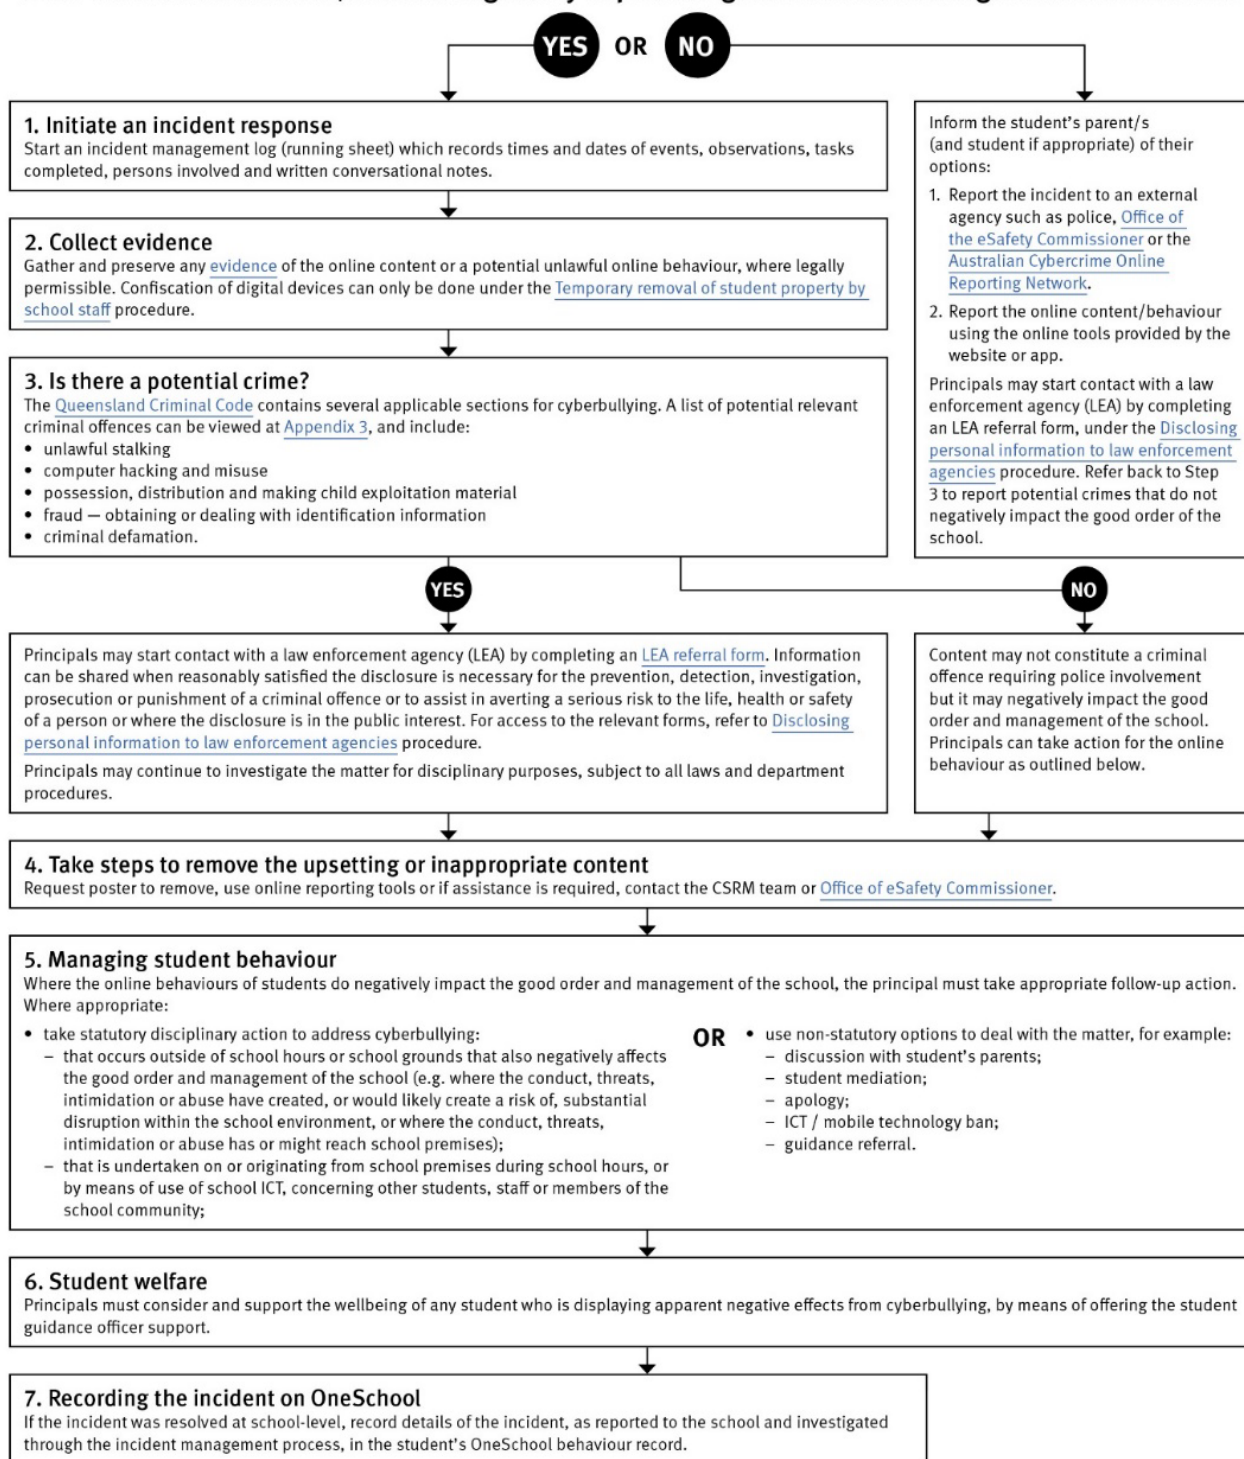 YES OR NO
1. Initiate an incident response
Start an incident management log (running sheet) which records times and dates of events, observations, tasks
completed, persons involved and written conversational notes.
2. Collect evidence
Gather and preserve any evidence of the online content or a potential unlawful online behaviour, where legally
permissible. Confiscation of digital devices can only be done under the Temporary removal of student property by
school staff procedure.
3. Is there a potential crime?
The Queensland Criminal Code contains several applicable sections for cyberbullying. A list of potential relevant
criminal offences can be viewed at Appendix 3, and include:
• unlawful stalking
• computer hacking and misuse
• possession, distribution and making child exploitation material
• fraud — obtaining or dealing with identification information
• criminal defamation.
Inform the student's parent/s
(and student if appropriate) of their
options:
1. Report the incident to an external
agency such as police, Office of
the eSafety Commissioner or the
Australian Cybercrime Online
Reporting Network.
2. Report the online content/behaviour
using the online tools provided by the
website or app.
Principals may start contact with a law
enforcement agency (LEA) by completing
an LEA referral form, under the Disclosing
personal information to law enforcement
agencies procedure. Refer back to Step
3 to report potential crimes that do not
negatively impact the good order of the
school.
YES
NO
Principals may start contact with a law enforcement agency (LEA) by completing an LEA referral form. Information
can be shared when reasonably satisfied the disclosure is necessary for the prevention, detection, investigation,
prosecution or punishment of a criminal offence or to assist in averting a serious risk to the life, health or safety
of a person or where the disclosure is in the public interest. For access to the relevant forms, refer to Disclosing
personal information to law enforcement agencies procedure.
Principals may continue to investigate the matter for disciplinary purposes, subject to all laws and department
procedures.
Content may not constitute a criminal
offence requiring police involvement
but it may negatively impact the good
order and management of the school.
Principals can take action for the online
behaviour as outlined below.
4. Take steps to remove the upsetting or inappropriate content
Request poster to remove, use online reporting tools or if assistance is required, contact the CSRM team or Office of eSafety Commissioner.
5. Managing student behaviour
Where the online behaviours of students do negatively impact the good order and management of the school, the principal must take appropriate follow-up action.
Where appropriate:
• take statutory disciplinary action to address cyberbullying:
– that occurs outside of school hours or school grounds that also negatively affects
the good order and management of the school (e.g. where the conduct, threats,
intimidation or abuse have created, or would likely create a risk of, substantial
disruption within the school environment, or where the conduct, threats,
intimidation or abuse has or might reach school premises);
– that is undertaken on or originating from school premises during school hours, or
by means of use of school ICT, concerning other students, staff or members of the
school community;
OR
• use non-statutory options to deal with the matter, for example:
– discussion with student's parents;
– student mediation;
– apology;
– ICT / mobile technology ban;
– guidance referral.
6. Student welfare
Principals must consider and support the wellbeing of any student who is displaying apparent negative effects from cyberbullying, by means of offering the student
guidance officer support.
7. Recording the incident on OneSchool
If the incident was resolved at school-level, record details of the incident, as reported to the school and investigated
through the incident management process, in the student's OneSchool behaviour record.